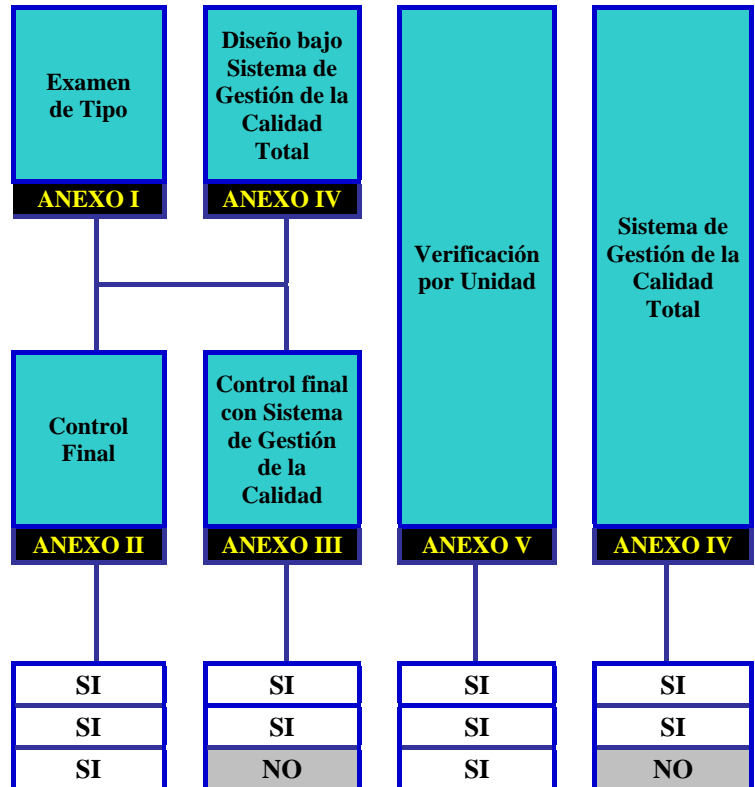 Examen
de Tipo
ANEXO I
Diseño bajo
Sistema de
Gestión de la
Calidad
Total
ANEXO IV
Control
Final
ANEXO II
Control final
con Sistema
de Gestión
de la
Calidad
ANEXO III
Verificación
por Unidad
ANEXO V
Sistema de
Gestión de la
Calidad
Total
ANEXO IV
SI
SI
SI
SI
SI
SI
SI
SI
SI
NO
SI
NO